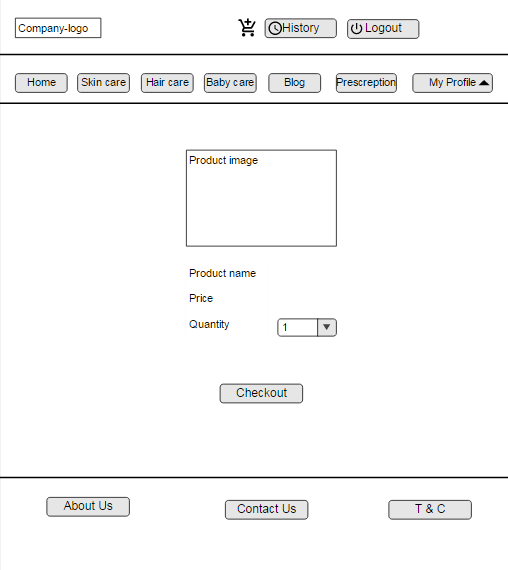 Company-logo
History
Logout
Home
Skin care
Hair care
Baby care
Blog
Prescreption
My Profile
Product image
Product name
Price
Quantity
1
Checkout
About Us
Contact Us
T & C